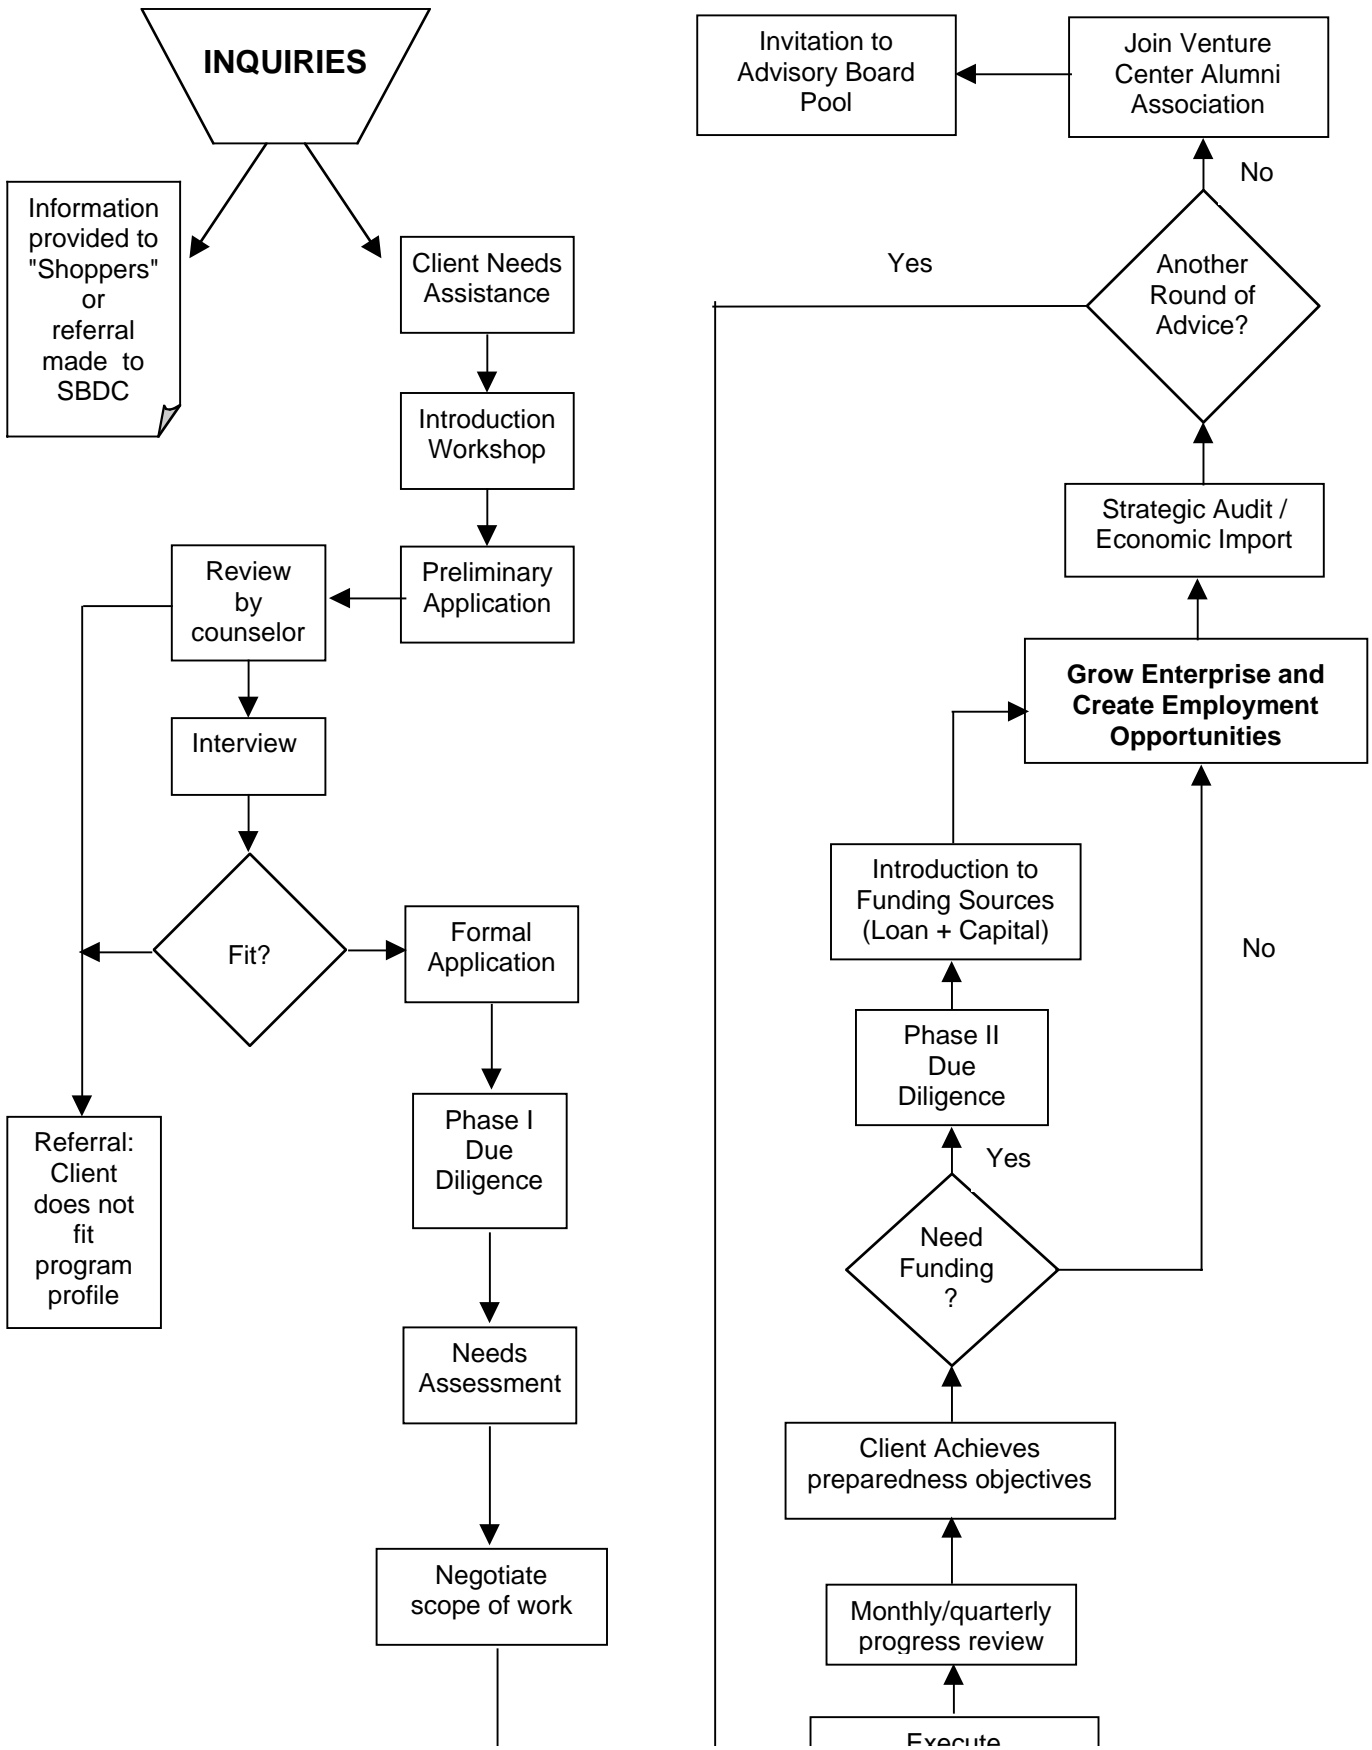 INQUIRIES
Information
provided to
"Shoppers"
or
referral
made to
SBDC
Client Needs
Assistance
Introduction
Workshop
Preliminary
Application
Review
by
counselor
Interview
Fit?
Formal
Application
Phase I
Due
Diligence
Referral:
Client
does not
fit
program
profile
Needs
Assessment
Negotiate
scope of work
Invitation to
Advisory Board
Pool
Join Venture
Center Alumni
Association
No
Yes
Another
Round of
Advice?
Strategic Audit /
Economic Import
Grow Enterprise and
Create Employment
Opportunities
Introduction to
Funding Sources
(Loan + Capital)
No
Phase II
Due
Diligence
Yes
Need
Funding
?
Client Achieves
preparedness objectives
Monthly/quarterly
progress review
Execute